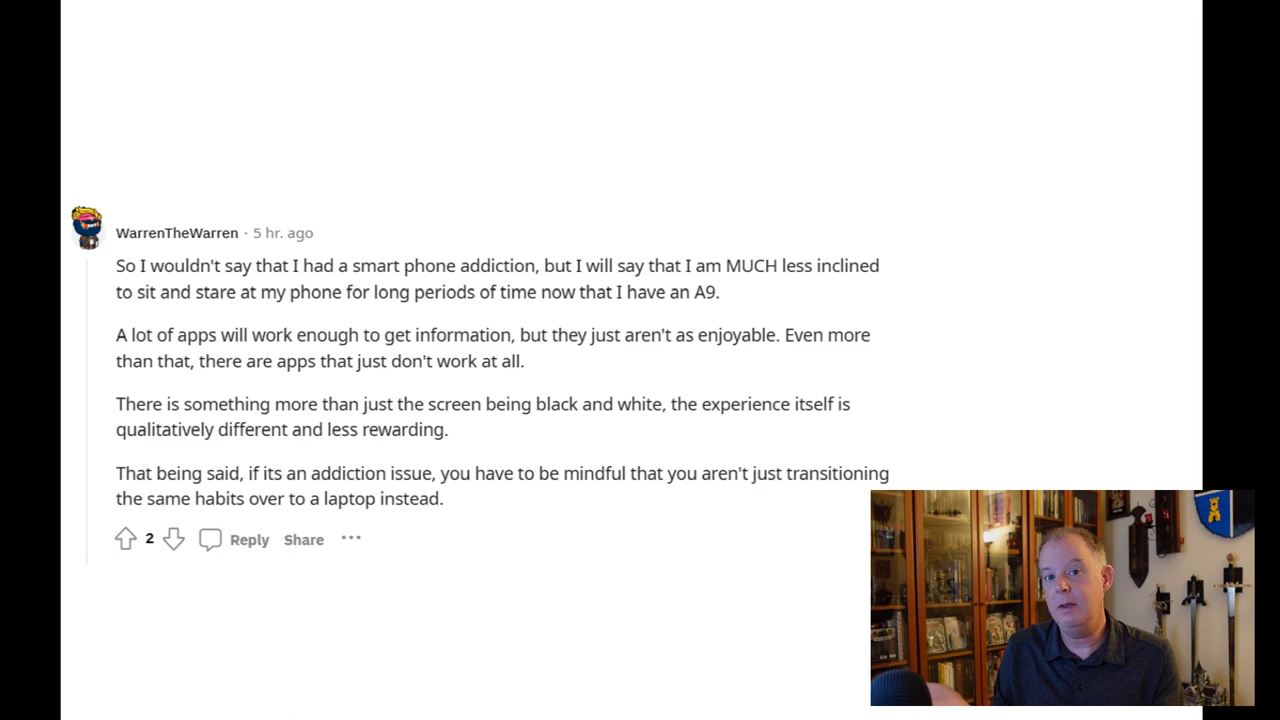 WarrenTheWarren · 5 hr. ago
So I wouldn't say that I had a smart phone addiction, but I will say that I am MUCH less inclined
to sit and stare at my phone for long periods of time now that I have an A9.
A lot of apps will work enough to get information, but they just aren't as enjoyable. Even more
than that, there are apps that just don't work at all.
There is something more than just the screen being black and white, the experience itself is
qualitatively different and less rewarding.
That being said, if its an addiction issue, you have to be mindful that you aren't just transitioning
the same habits over to a laptop instead.
2 Reply Share ···